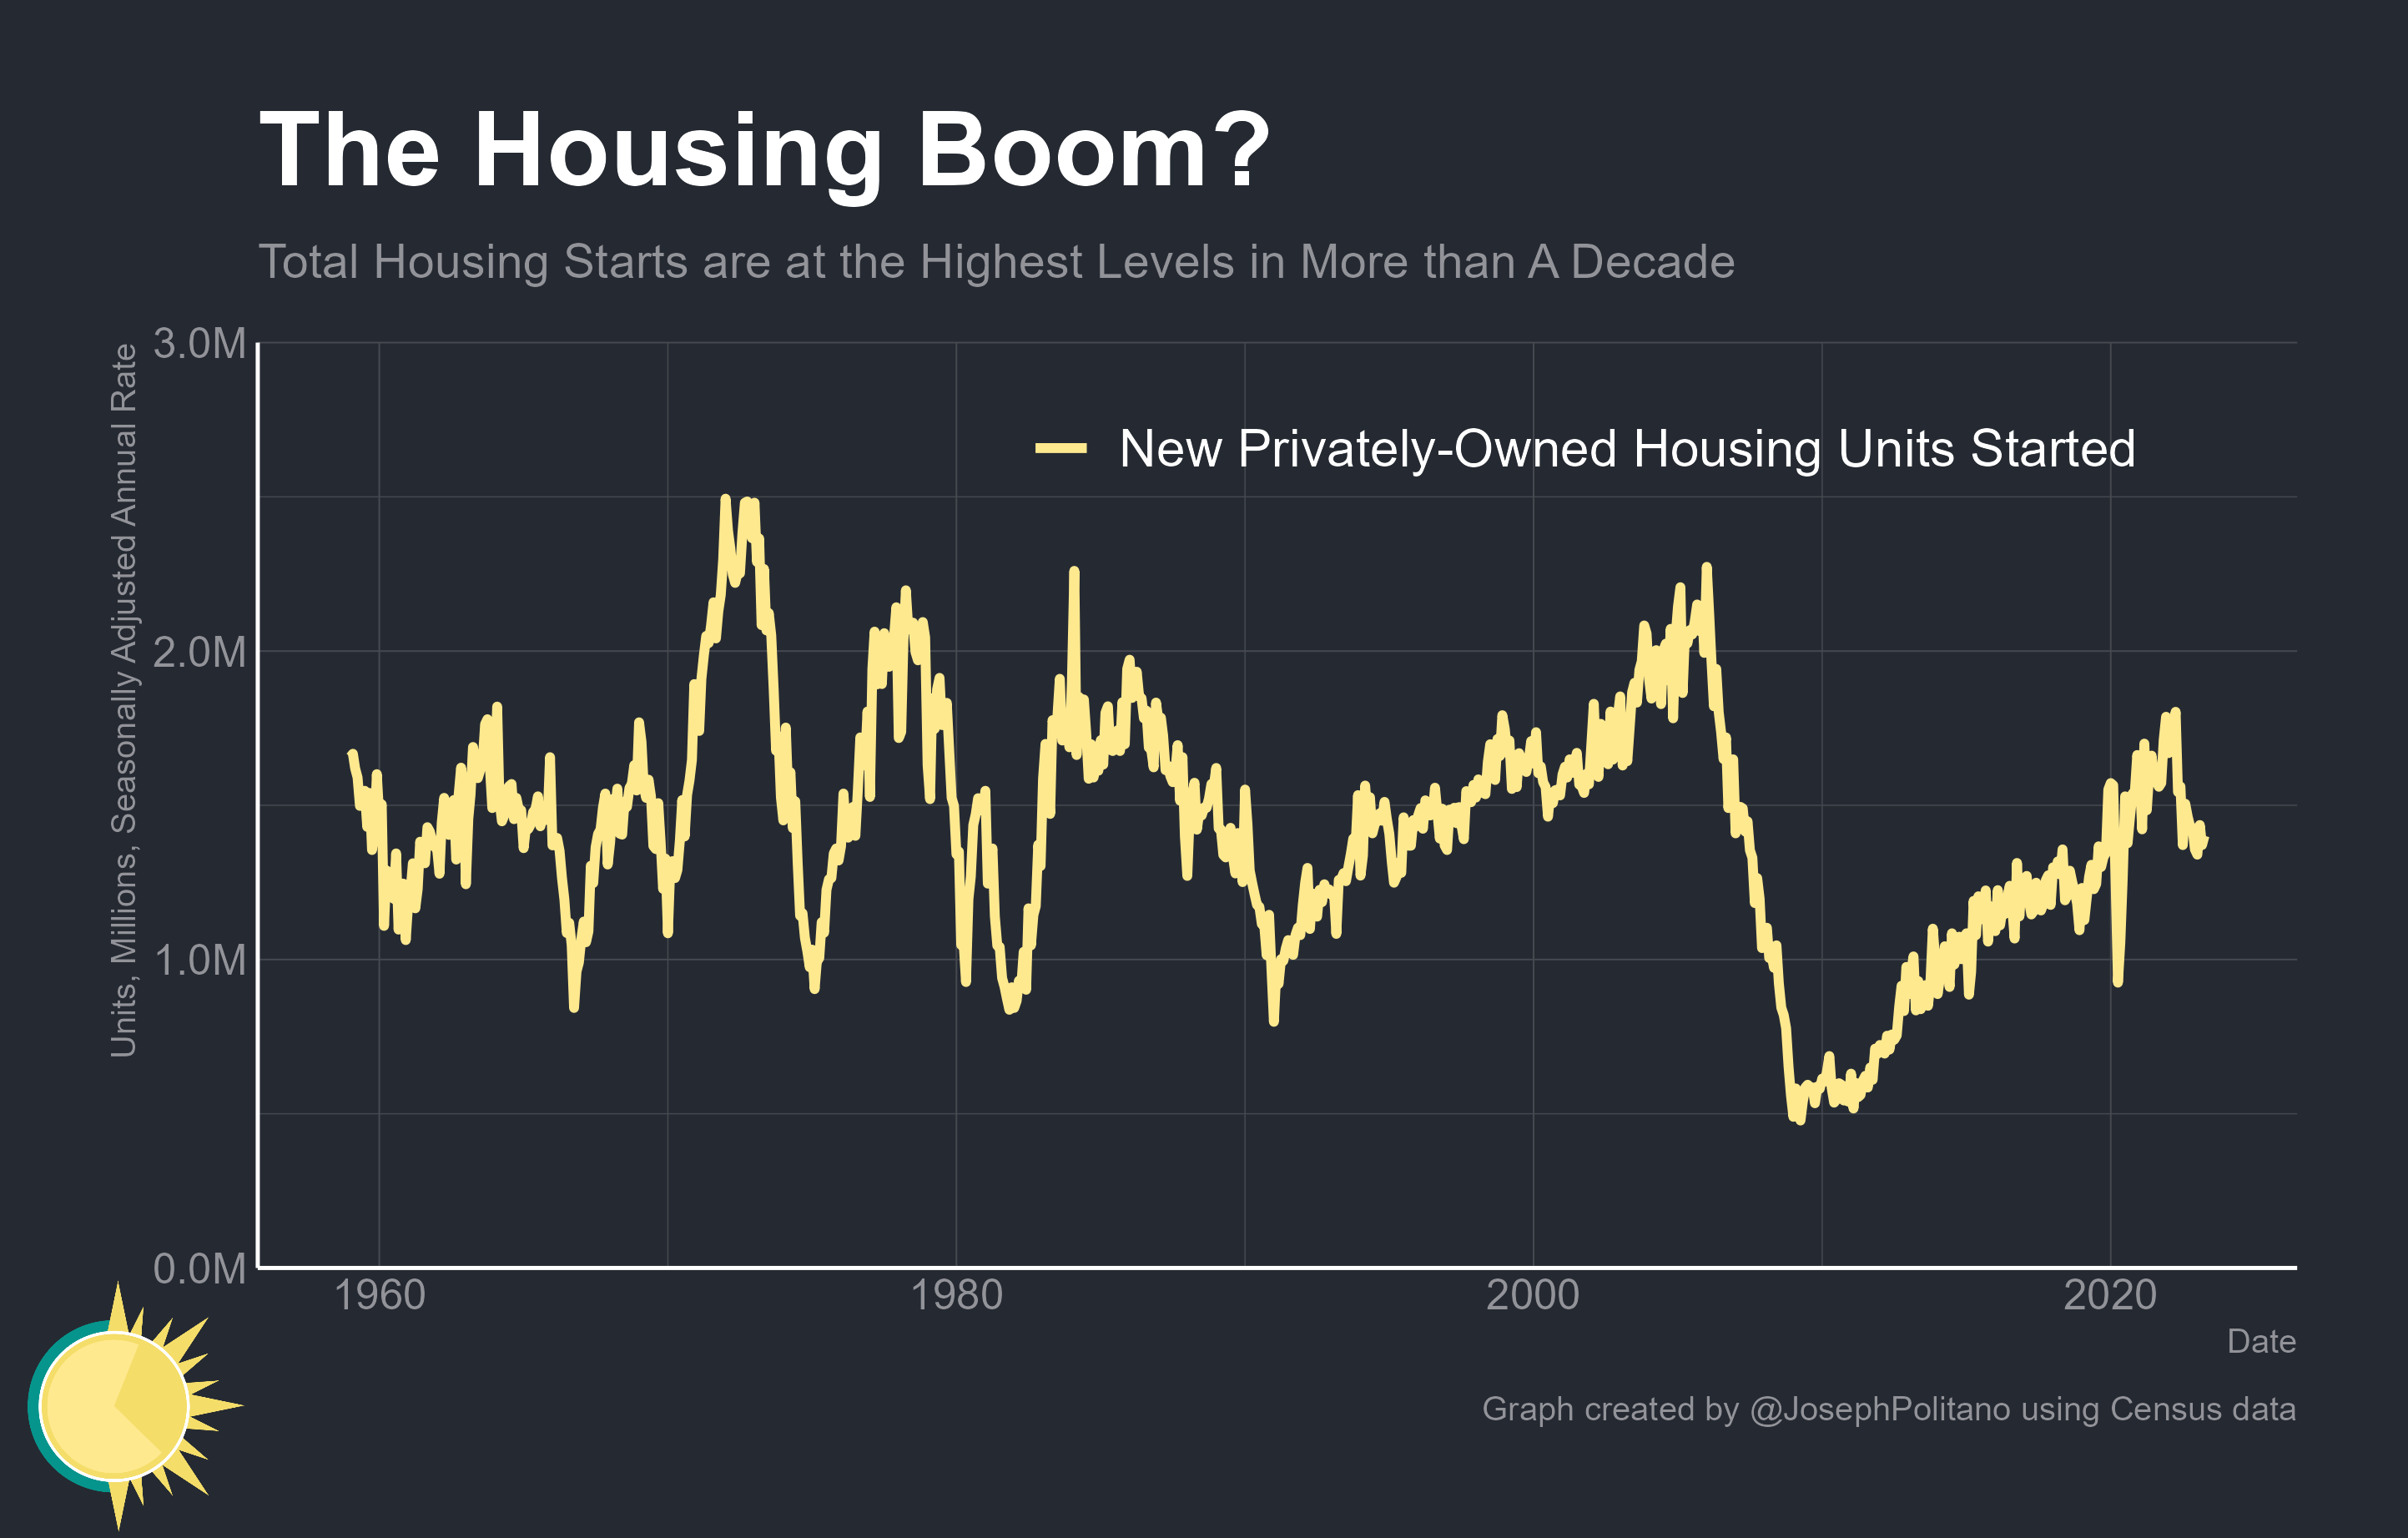 The Housing Boom?
Total Housing Starts are at the Highest Levels in More than A Decade
Units, Millions, Seasonally Adjusted Annual Rate
3.0M
2.0M
1.0M
0.0M
New Privately-Owned Housing Units Started
1960
1980
2000
2020
Date
Graph created by @JosephPolitano using Census data